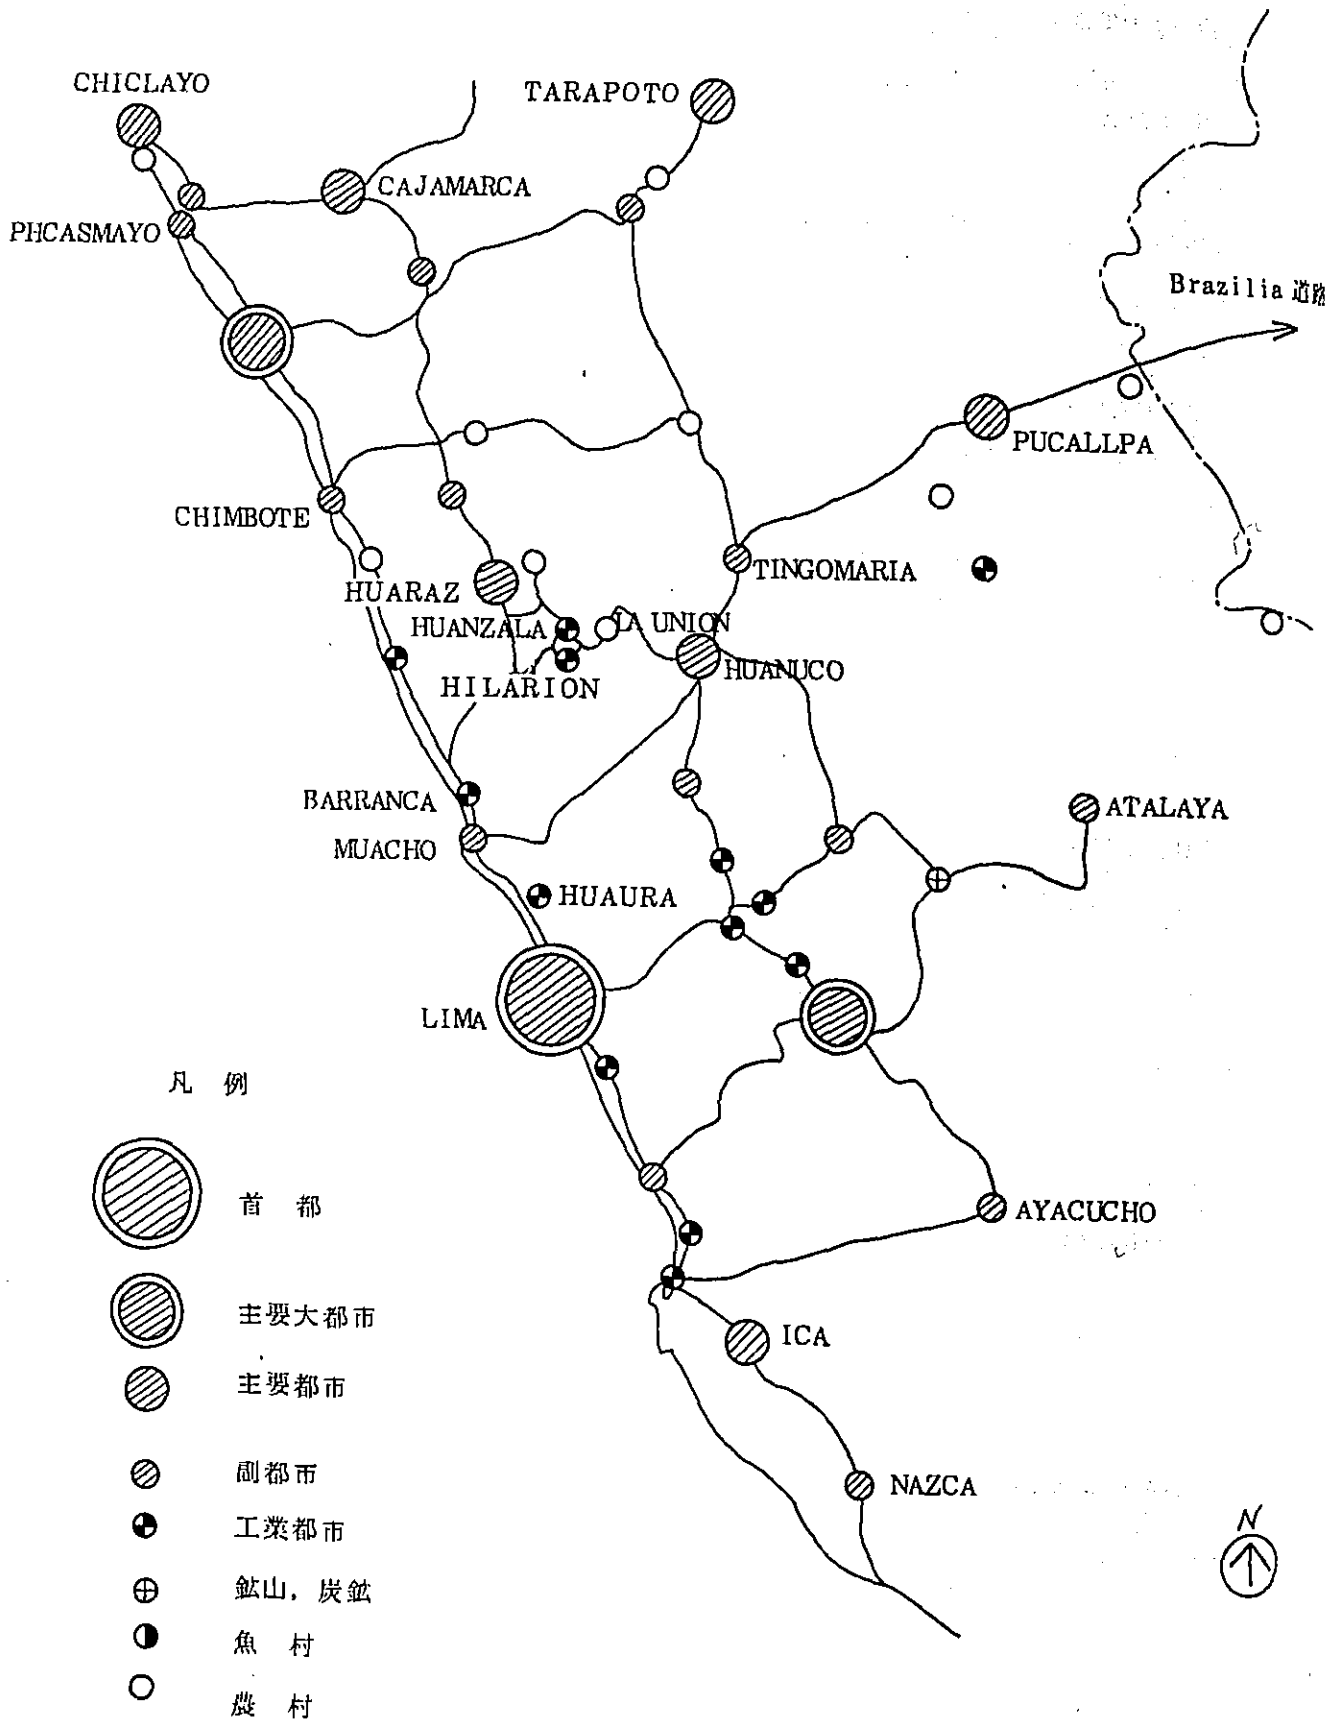 CHICLAYO
TARAPOTO
CAJAMARCA
PHCASMAYO
Brazilia 道路
PUCALLPA
CHIMBOTE
TINGOMARIA
HUARAZ
HUANZALA
LA UNION
HUANUCO
HILARION
BARRANCA
ATALAYA
MUACHO
HUAURA
LIMA
AYACUCHO
ICA
NAZCA
N
凡 例
首 都
主要大都市
主要都市
副都市
工業都市
鉱山, 炭鉱
魚 村
農 村